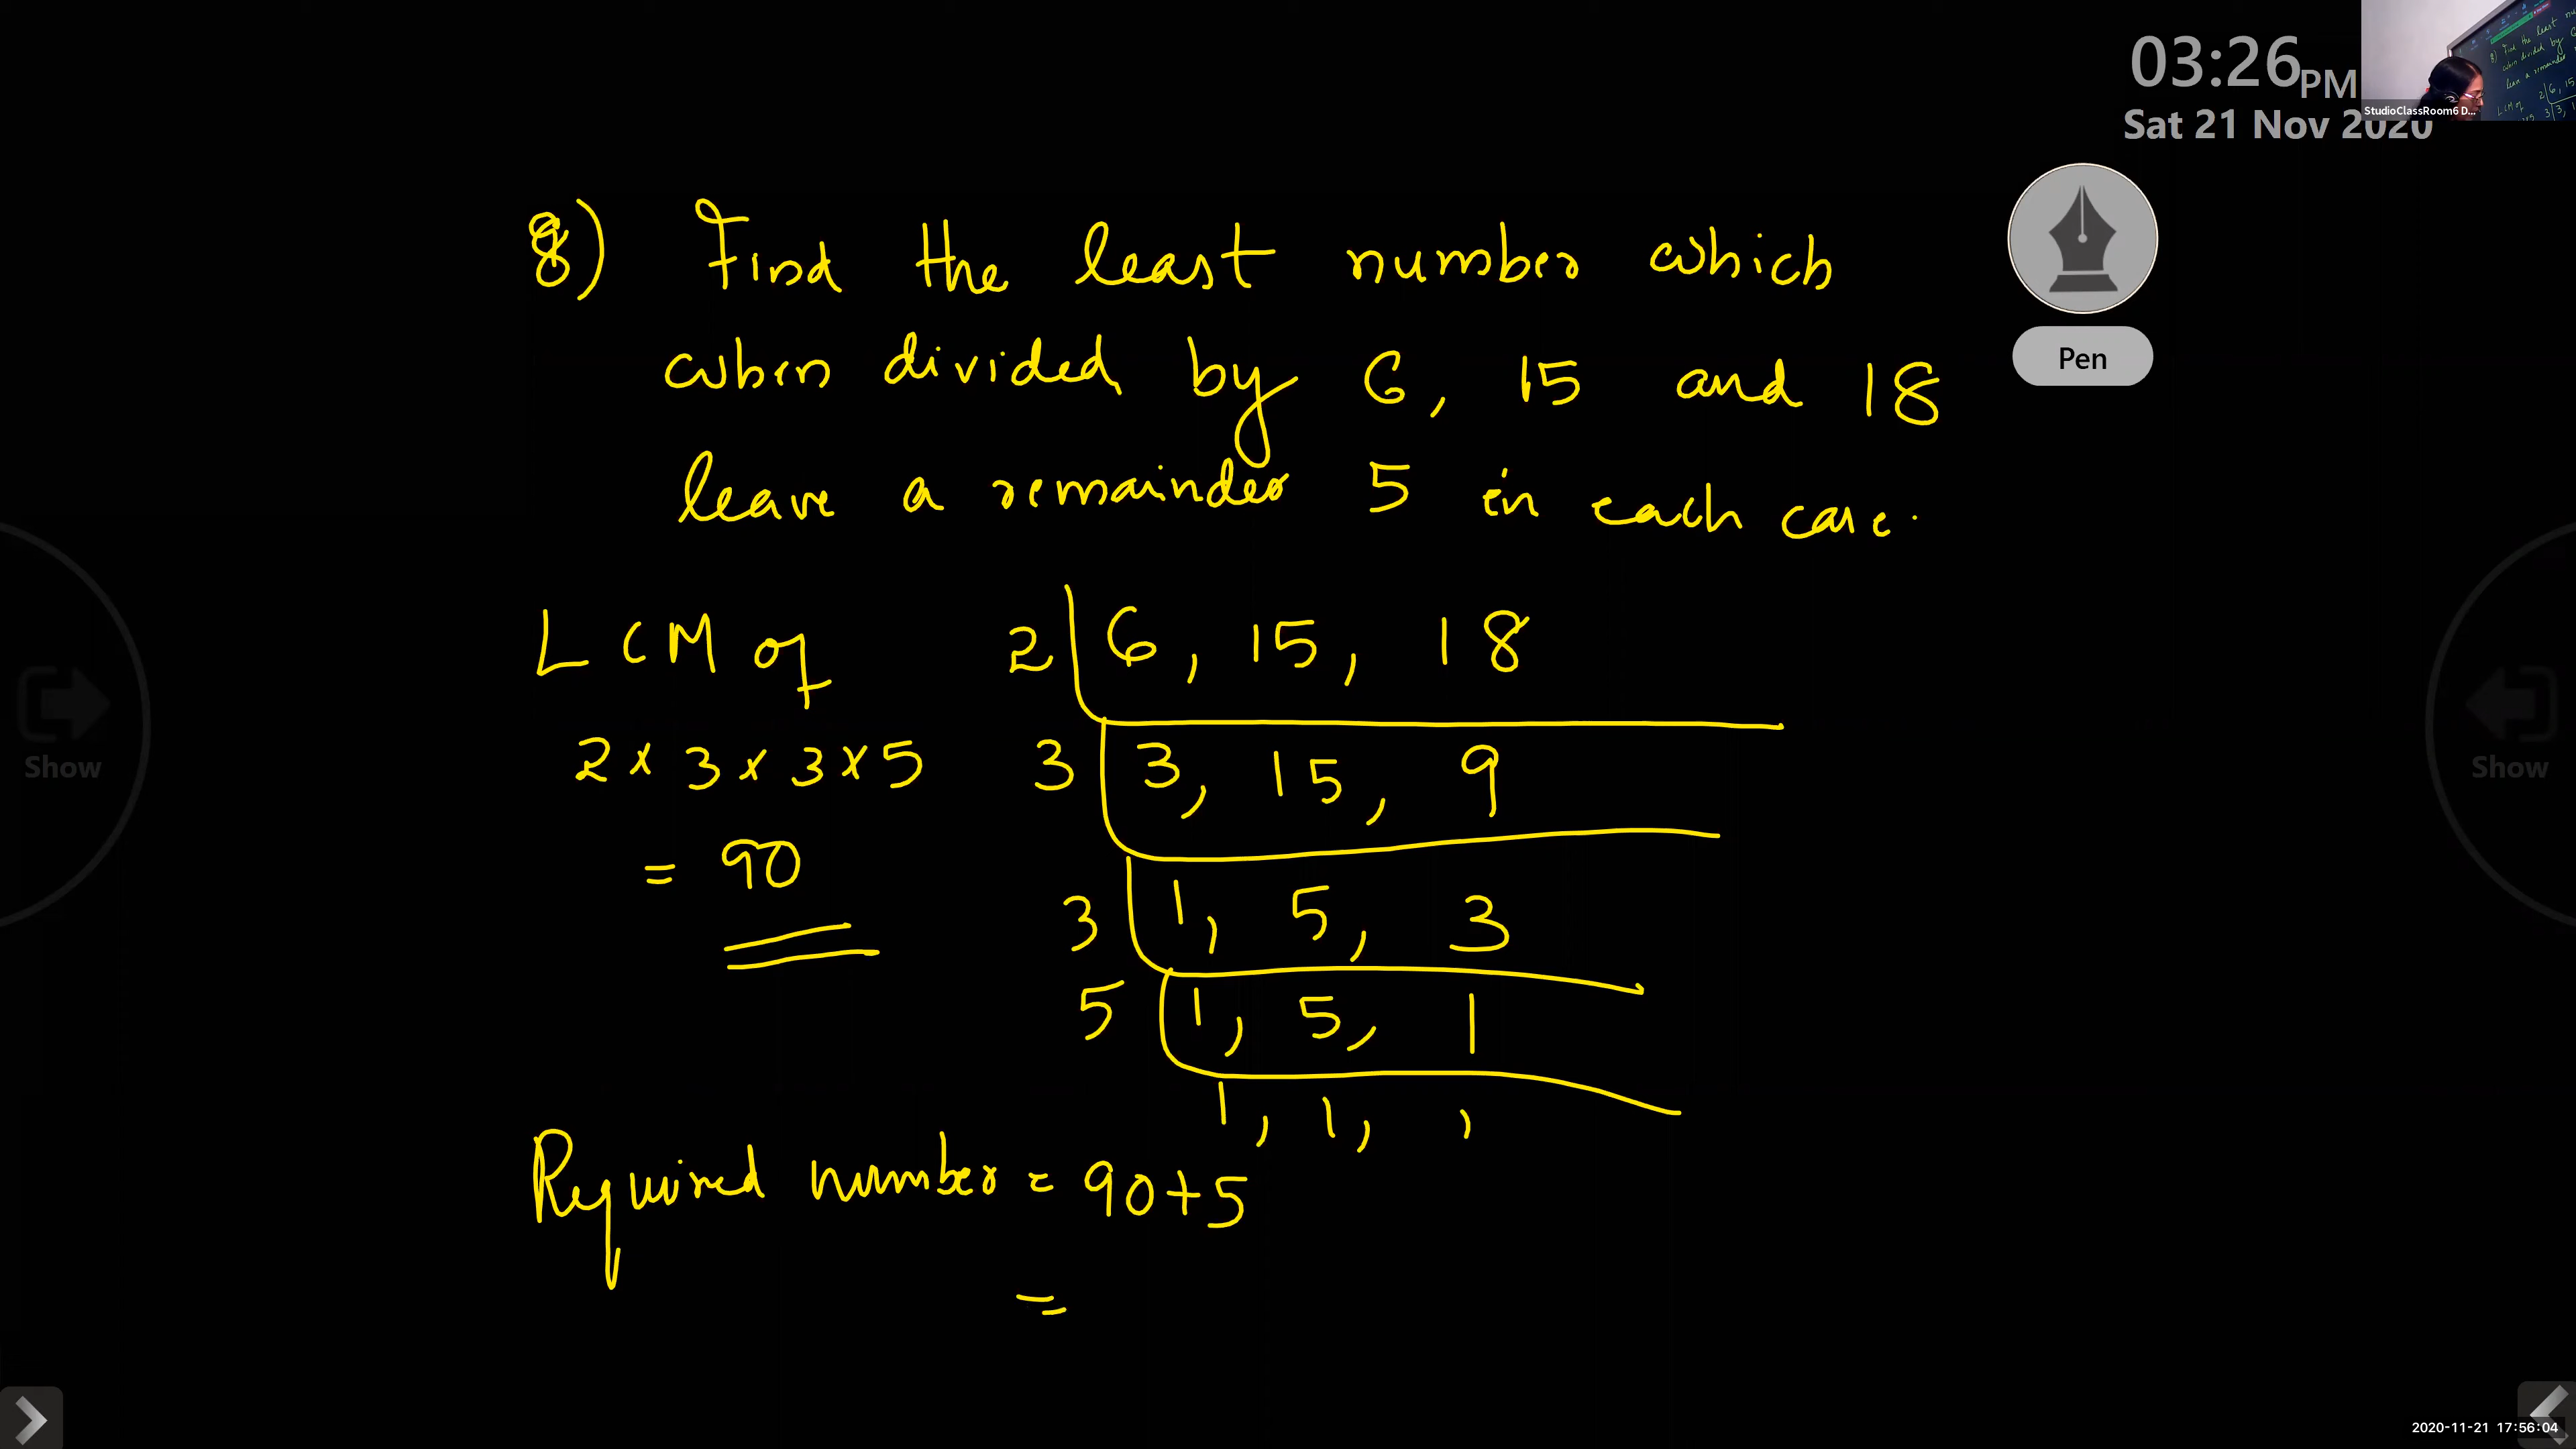 03:26 PM
Sat 21 Nov 2020
StudioClassRoom6 D...
Pen
8) Find the least number which
when divided by 6, 15 and 18
leave a remainder 5 in each case.
LCM of
2 | 6, 15, 18
2 × 3 × 3 × 5
3 | 3, 15, 9
= 90
3 | 1, 5, 3
5 | 1, 5, 1
1, 1, ,
Required number = 90+5
=
Show
Show
2020-11-21 17:56:04